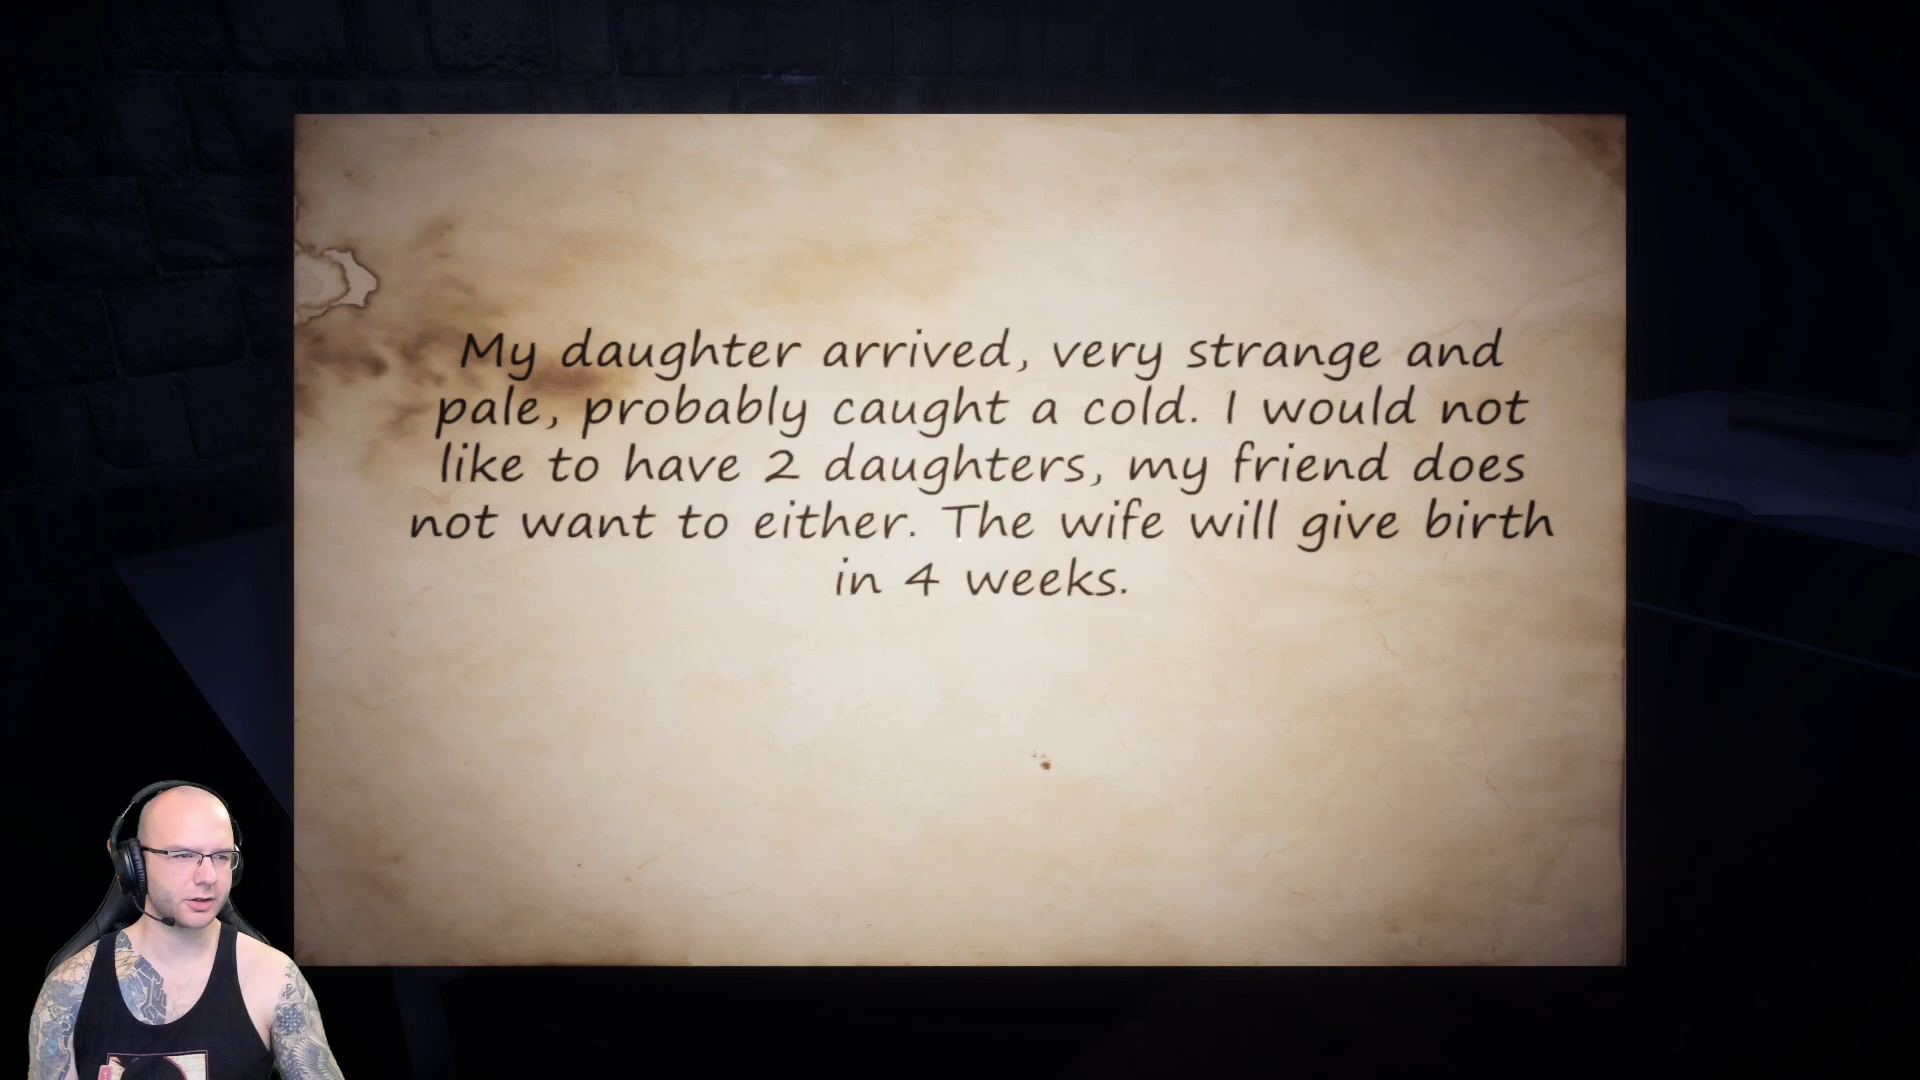 My daughter arrived, very strange and
pale, probably caught a cold. I would not
like to have 2 daughters, my friend does
not want to either. The wife will give birth
in 4 weeks.